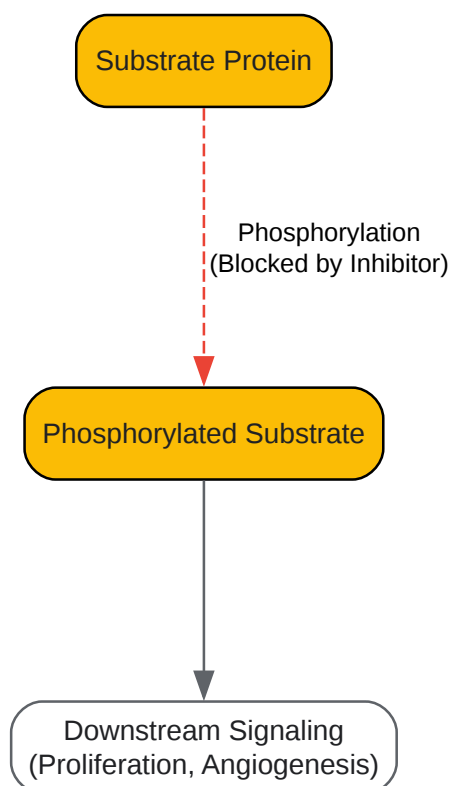 Substrate Protein
Phosphorylation
(Blocked by Inhibitor)
Phosphorylated Substrate
Downstream Signaling
(Proliferation, Angiogenesis)